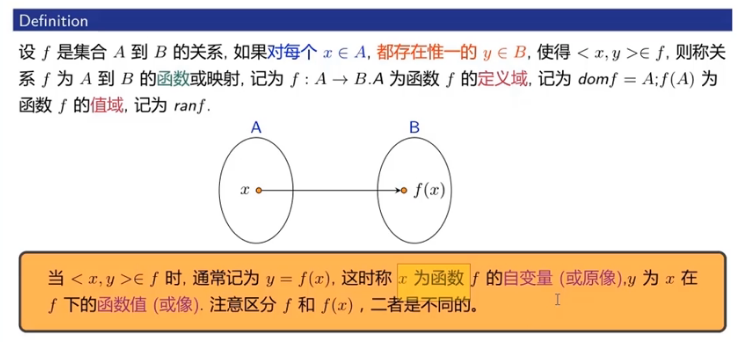 Definition
设 f 是集合 A 到 B 的关系, 如果对每个 x ∈ A, 都存在惟一的 y ∈ B, 使得 < x, y >∈ f, 则称关
系 f 为 A 到 B 的函数或映射, 记为 f : A → B.A 为函数 f 的定义域, 记为 domf = A;f(A) 为
函数 f 的值域, 记为 ranf.
A B
x f(x)
当 < x, y >∈ f 时, 通常记为 y = f(x), 这时称 x 为函数 f 的自变量 (或原像),y 为 x 在
f 下的函数值 (或像). 注意区分 f 和 f(x) , 二者是不同的。